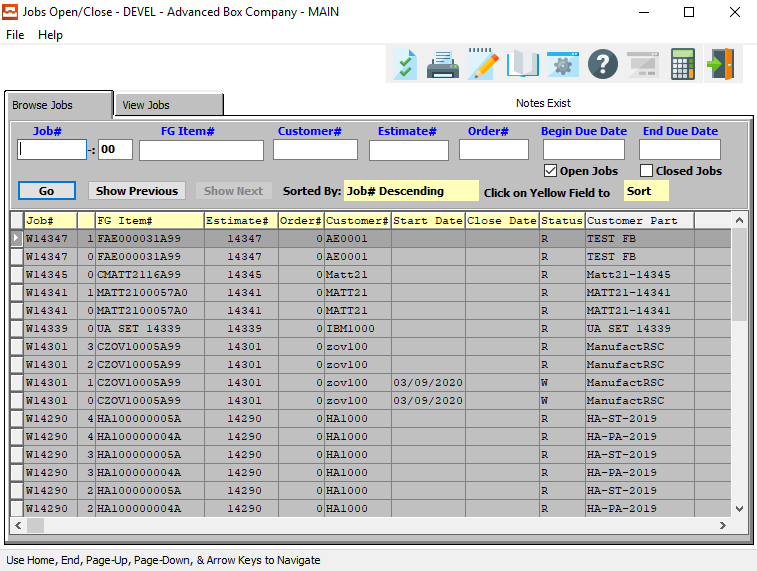 Jobs Open/Close - DEVEL - Advanced Box Company - MAIN
File Help
Browse Jobs View Jobs Notes Exist
Job# FG Item# Customer# Estimate# Order# Begin Due Date End Due Date
-: 00
Open Jobs Closed Jobs
Go Show Previous Show Next Sorted By: Job# Descending Click on Yellow Field to Sort
Job# FG Item# Estimate# Order# Customer# Start Date Close Date Status Customer Part
W14347 1 FAE000031A99 14347 0 AE0001 R TEST FB
W14347 0 FAE000031A99 14347 0 AE0001 R TEST FB
W14345 0 CMATT2116A99 14345 0 Matt21 R Matt21-14345
W14341 1 MATT2100057A0 14341 0 MATT21 R MATT21-14341
W14341 0 MATT2100057A0 14341 0 MATT21 R MATT21-14341
W14339 0 UA SET 14339 14339 0 IBM1000 R UA SET 14339
W14301 3 CZOV10005A99 14301 0 zov100 R ManufactRSC
W14301 2 CZOV10005A99 14301 0 zov100 R ManufactRSC
W14301 1 CZOV10005A99 14301 0 zov100 03/09/2020 W ManufactRSC
W14301 0 CZOV10005A99 14301 0 zov100 03/09/2020 W ManufactRSC
W14290 4 HA100000005A 14290 0 HA1000 R HA-ST-2019
W14290 4 HA100000004A 14290 0 HA1000 R HA-PA-2019
W14290 3 HA100000005A 14290 0 HA1000 R HA-ST-2019
W14290 3 HA100000004A 14290 0 HA1000 R HA-PA-2019
W14290 2 HA100000005A 14290 0 HA1000 R HA-ST-2019
W14290 2 HA100000004A 14290 0 HA1000 R HA-PA-2019
Use Home, End, Page-Up, Page-Down, & Arrow Keys to Navigate